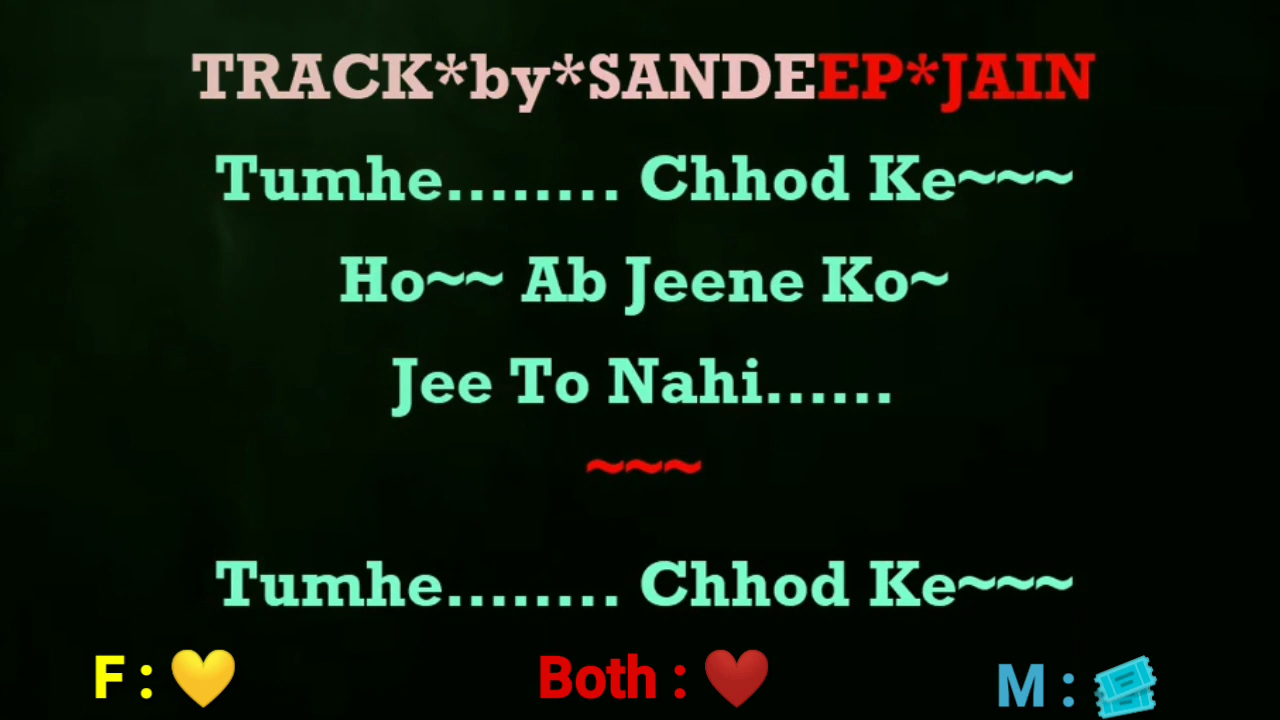 TRACK*by*SANDEEP*JAIN
Tumhe........ Chhod Ke~~~
Ho~~ Ab Jeene Ko~
Jee To Nahi......
~~~
Tumhe........ Chhod Ke~~~
F : 💛 Both : ❤️ M : 🎟️